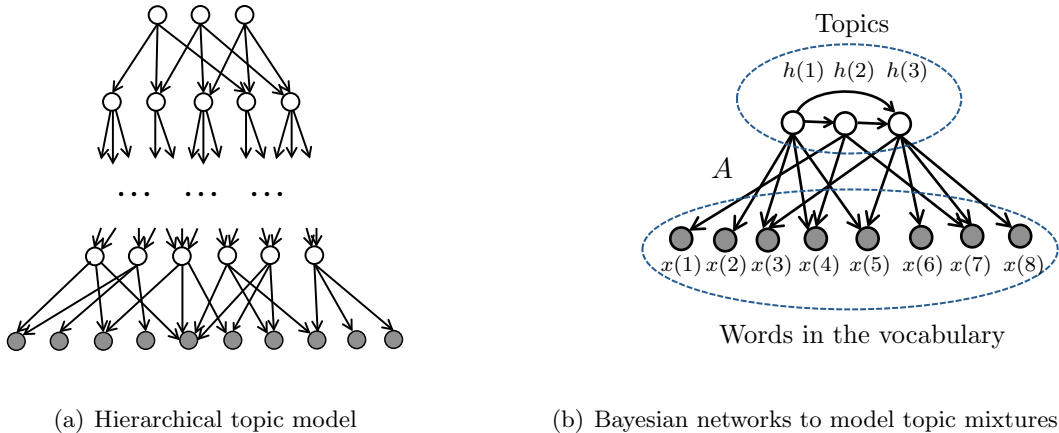 Topics
h(1) h(2) h(3)
A
x(1) x(2) x(3) x(4) x(5) x(6) x(7) x(8)
Words in the vocabulary
(a) Hierarchical topic model
(b) Bayesian networks to model topic mixtures